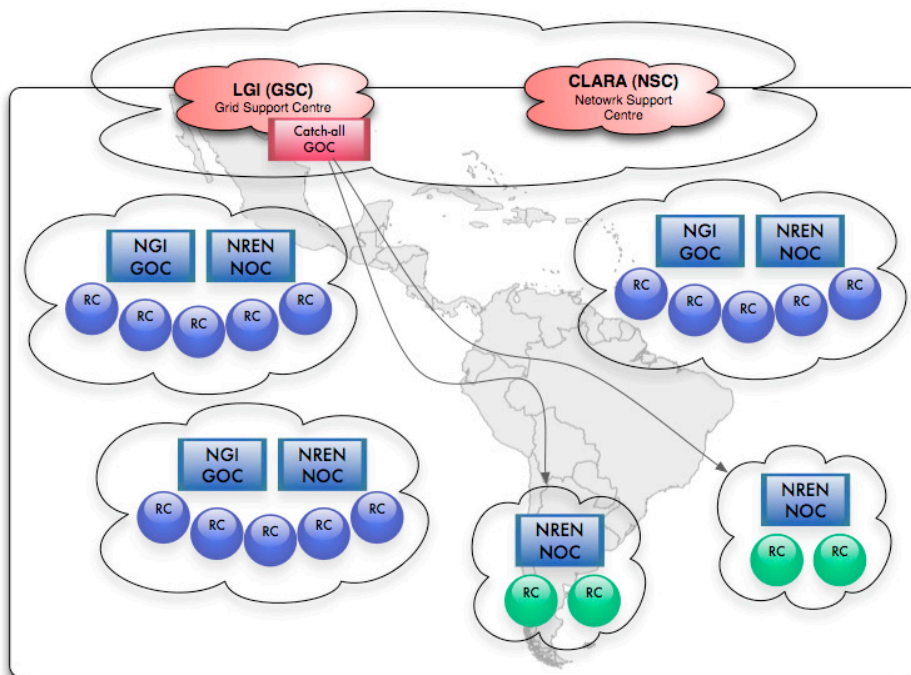 LGI (GSC)
Grid Support Centre
CLARA (NSC)
Netowrk Support
Centre
Catch-all
GOC
NGI
GOC
NREN
NOC
RC
RC
RC
RC
RC
NGI
GOC
NREN
NOC
RC
RC
RC
RC
RC
NGI
GOC
NREN
NOC
RC
RC
RC
RC
RC
NREN
NOC
RC
RC
NREN
NOC
RC
RC